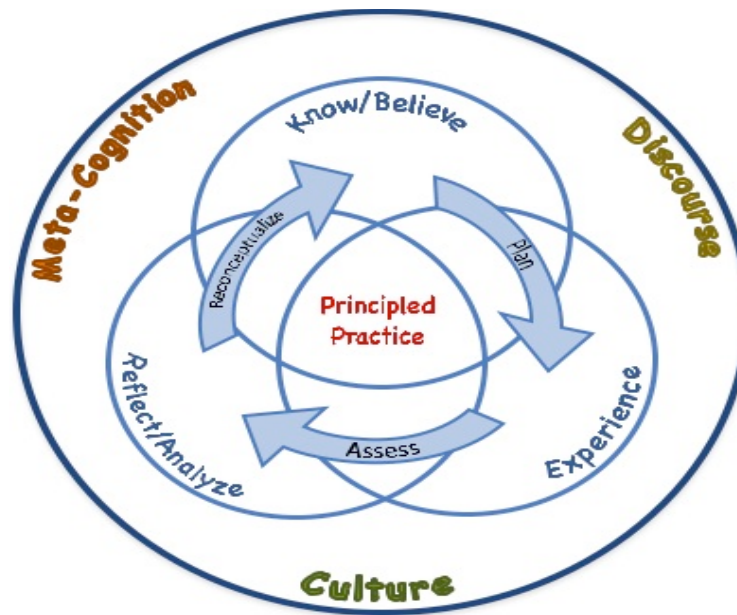 Meta-Cognition
Discourse
Culture
Know/Believe
Reconceptualize
Plan
Principled
Practice
Reflect/Analyze
Assess
Experience